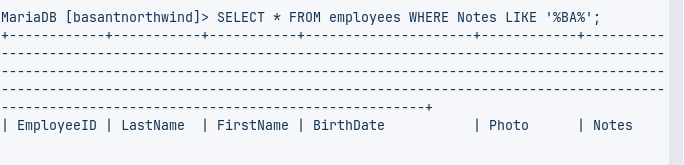 MariaDB [basantnorthwind]> SELECT * FROM employees WHERE Notes LIKE '%BA%';
+------------+-----------+-----------+---------------------+------------+----------
-----------------------------------------------------------------------------------
-----------------------------------------------------------------------------------
-----------------------------------------------------------------------------------
-----------------------------------------------------+
| EmployeeID | LastName  | FirstName | BirthDate           | Photo      | Notes